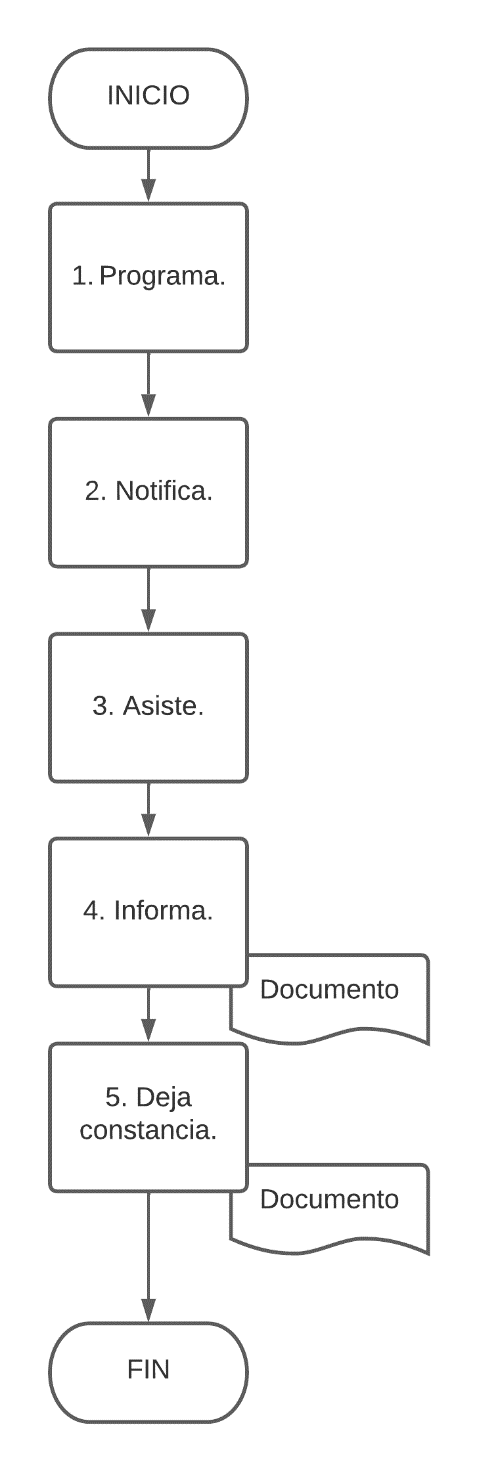 INICIO
1. Programa.
2. Notifica.
3. Asiste.
4. Informa.
Documento
5. Deja
constancia.
Documento
FIN